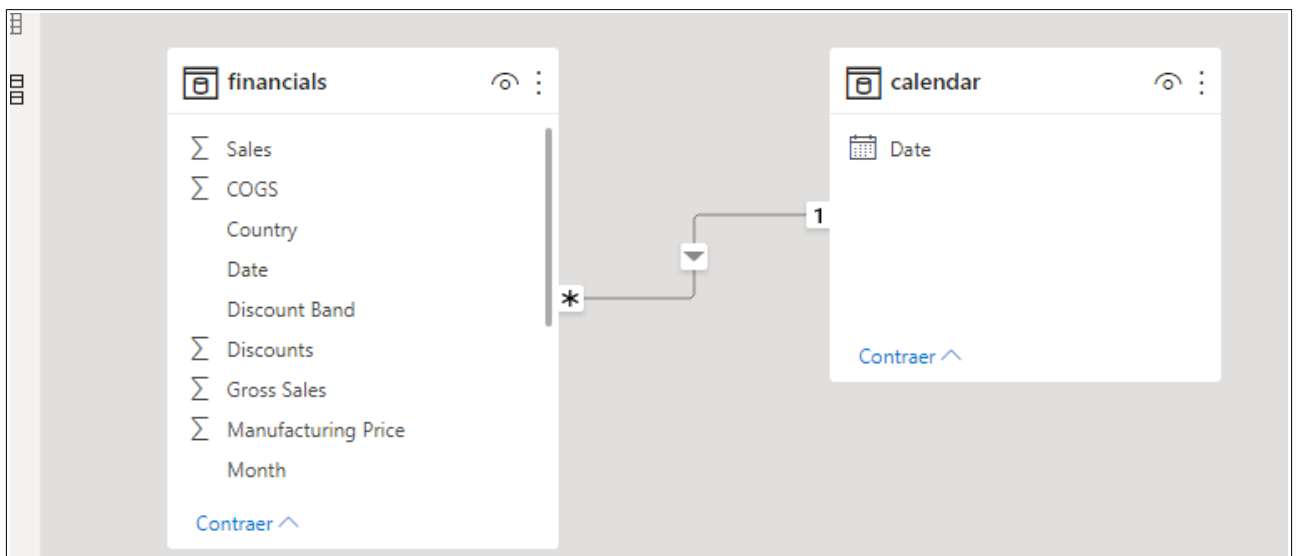 financials
Σ Sales
Σ COGS
Country
Date
Discount Band
Σ Discounts
Σ Gross Sales
Σ Manufacturing Price
Month
Contraer
*
1
calendar
Date
Contraer